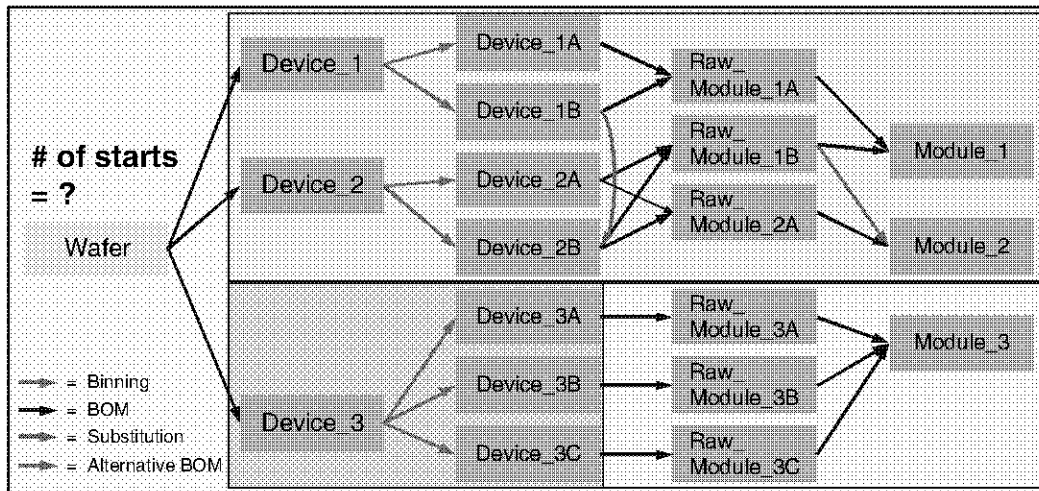 # of starts
= ?
Wafer
Device_1
Device_2
Device_3
Device_1A
Device_1B
Device_2A
Device_2B
Device_3A
Device_3B
Device_3C
Raw_
Module_1A
Raw_
Module_1B
Raw_
Module_2A
Raw_
Module_3A
Raw_
Module_3B
Raw_
Module_3C
Module_1
Module_2
Module_3
= Binning
= BOM
= Substitution
= Alternative BOM